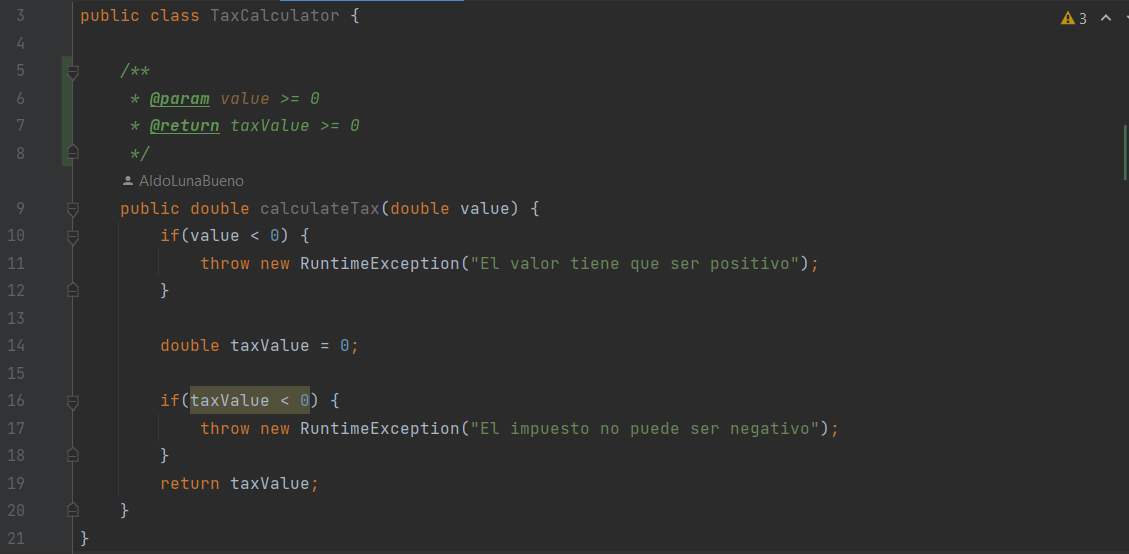 3 public class TaxCalculator {
3
4
5 /**
6 * @param value >= 0
7 * @return taxValue >= 0
8 */
AldoLunaBueno
9 public double calculateTax(double value) {
10 if(value < 0) {
11 throw new RuntimeException("El valor tiene que ser positivo");
12 }
13
14 double taxValue = 0;
15
16 if(taxValue < 0) {
17 throw new RuntimeException("El impuesto no puede ser negativo");
18 }
19 return taxValue;
20 }
21 }